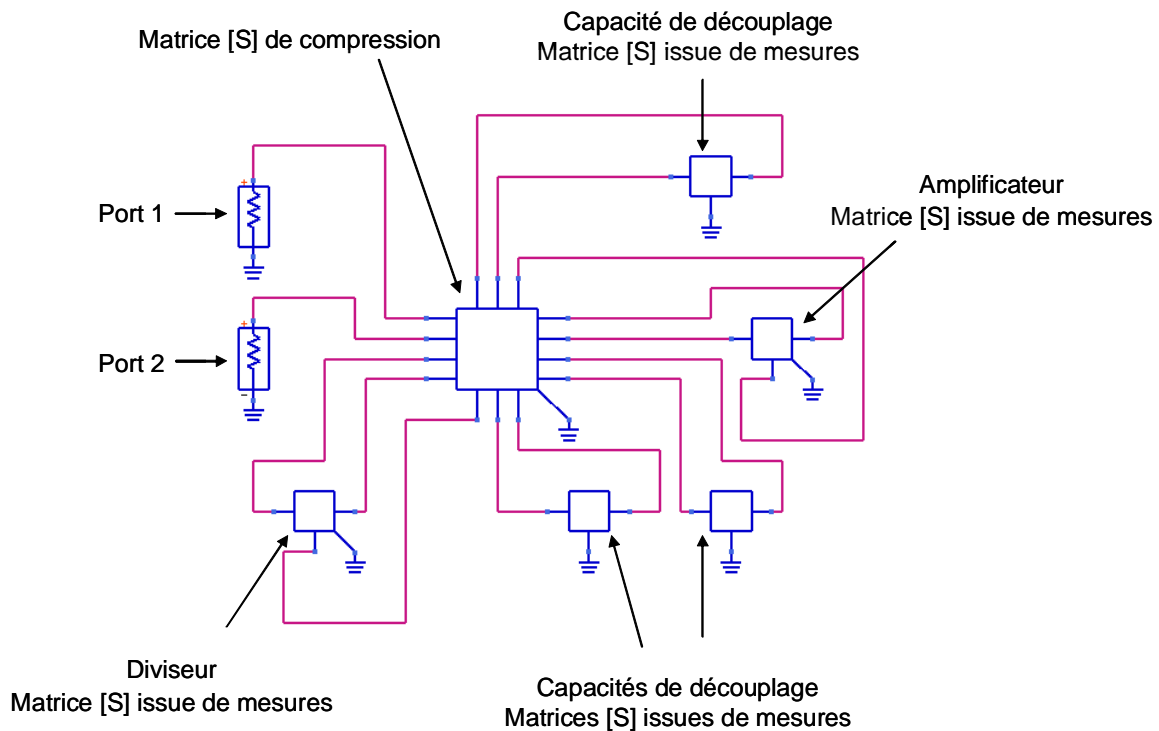 Capacité de découplage
Matrice [S] issue de mesures
Matrice [S] de compression
Amplificateur
Matrice [S] issue de mesures
Port 1
Port 2
Diviseur
Matrice [S] issue de mesures
Capacités de découplage
Matrices [S] issues de mesures